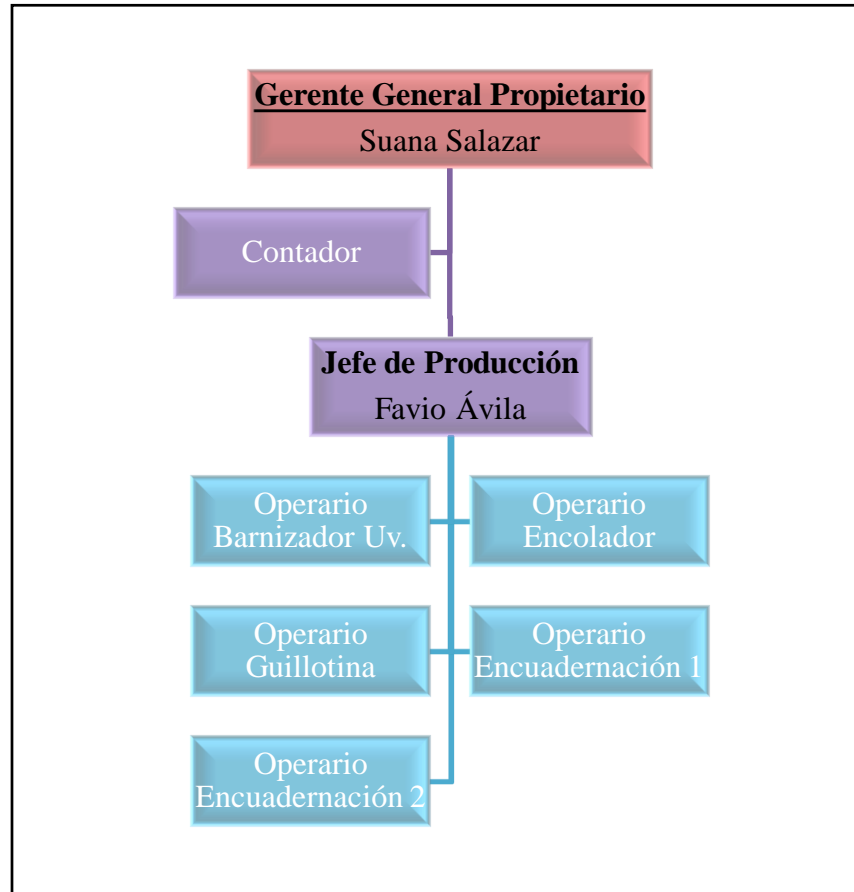 Gerente General Propietario
Suana Salazar
Contador
Jefe de Producción
Favio Ávila
Operario
Barnizador Uv.
Operario
Encolador
Operario
Guillotina
Operario
Encuadernación 1
Operario
Encuadernación 2